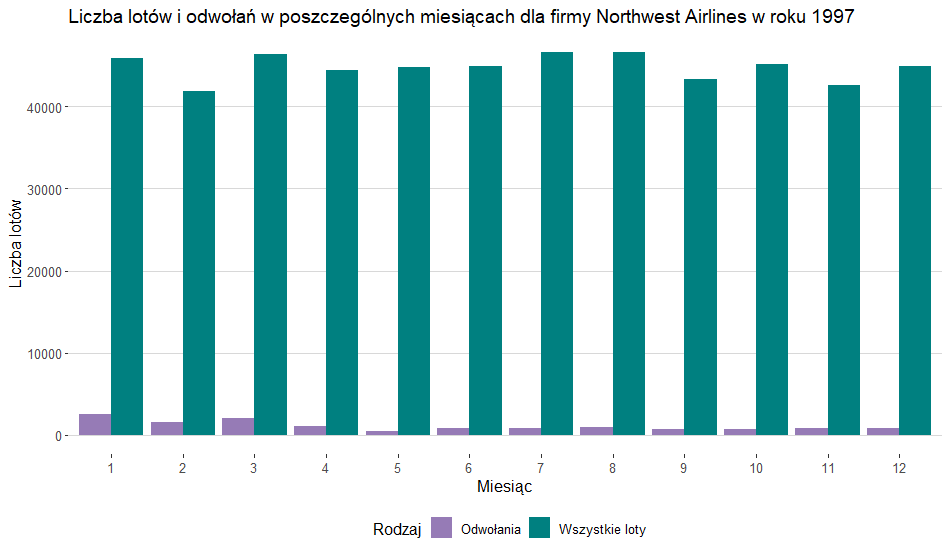 Liczba lotów i odwołań w poszczególnych miesiącach dla firmy Northwest Airlines w roku 1997
Liczba lotów
40000
30000
20000
10000
0
1 2 3 4 5 6 7 8 9 10 11 12
Miesiąc
Rodzaj Odwołania Wszystkie loty